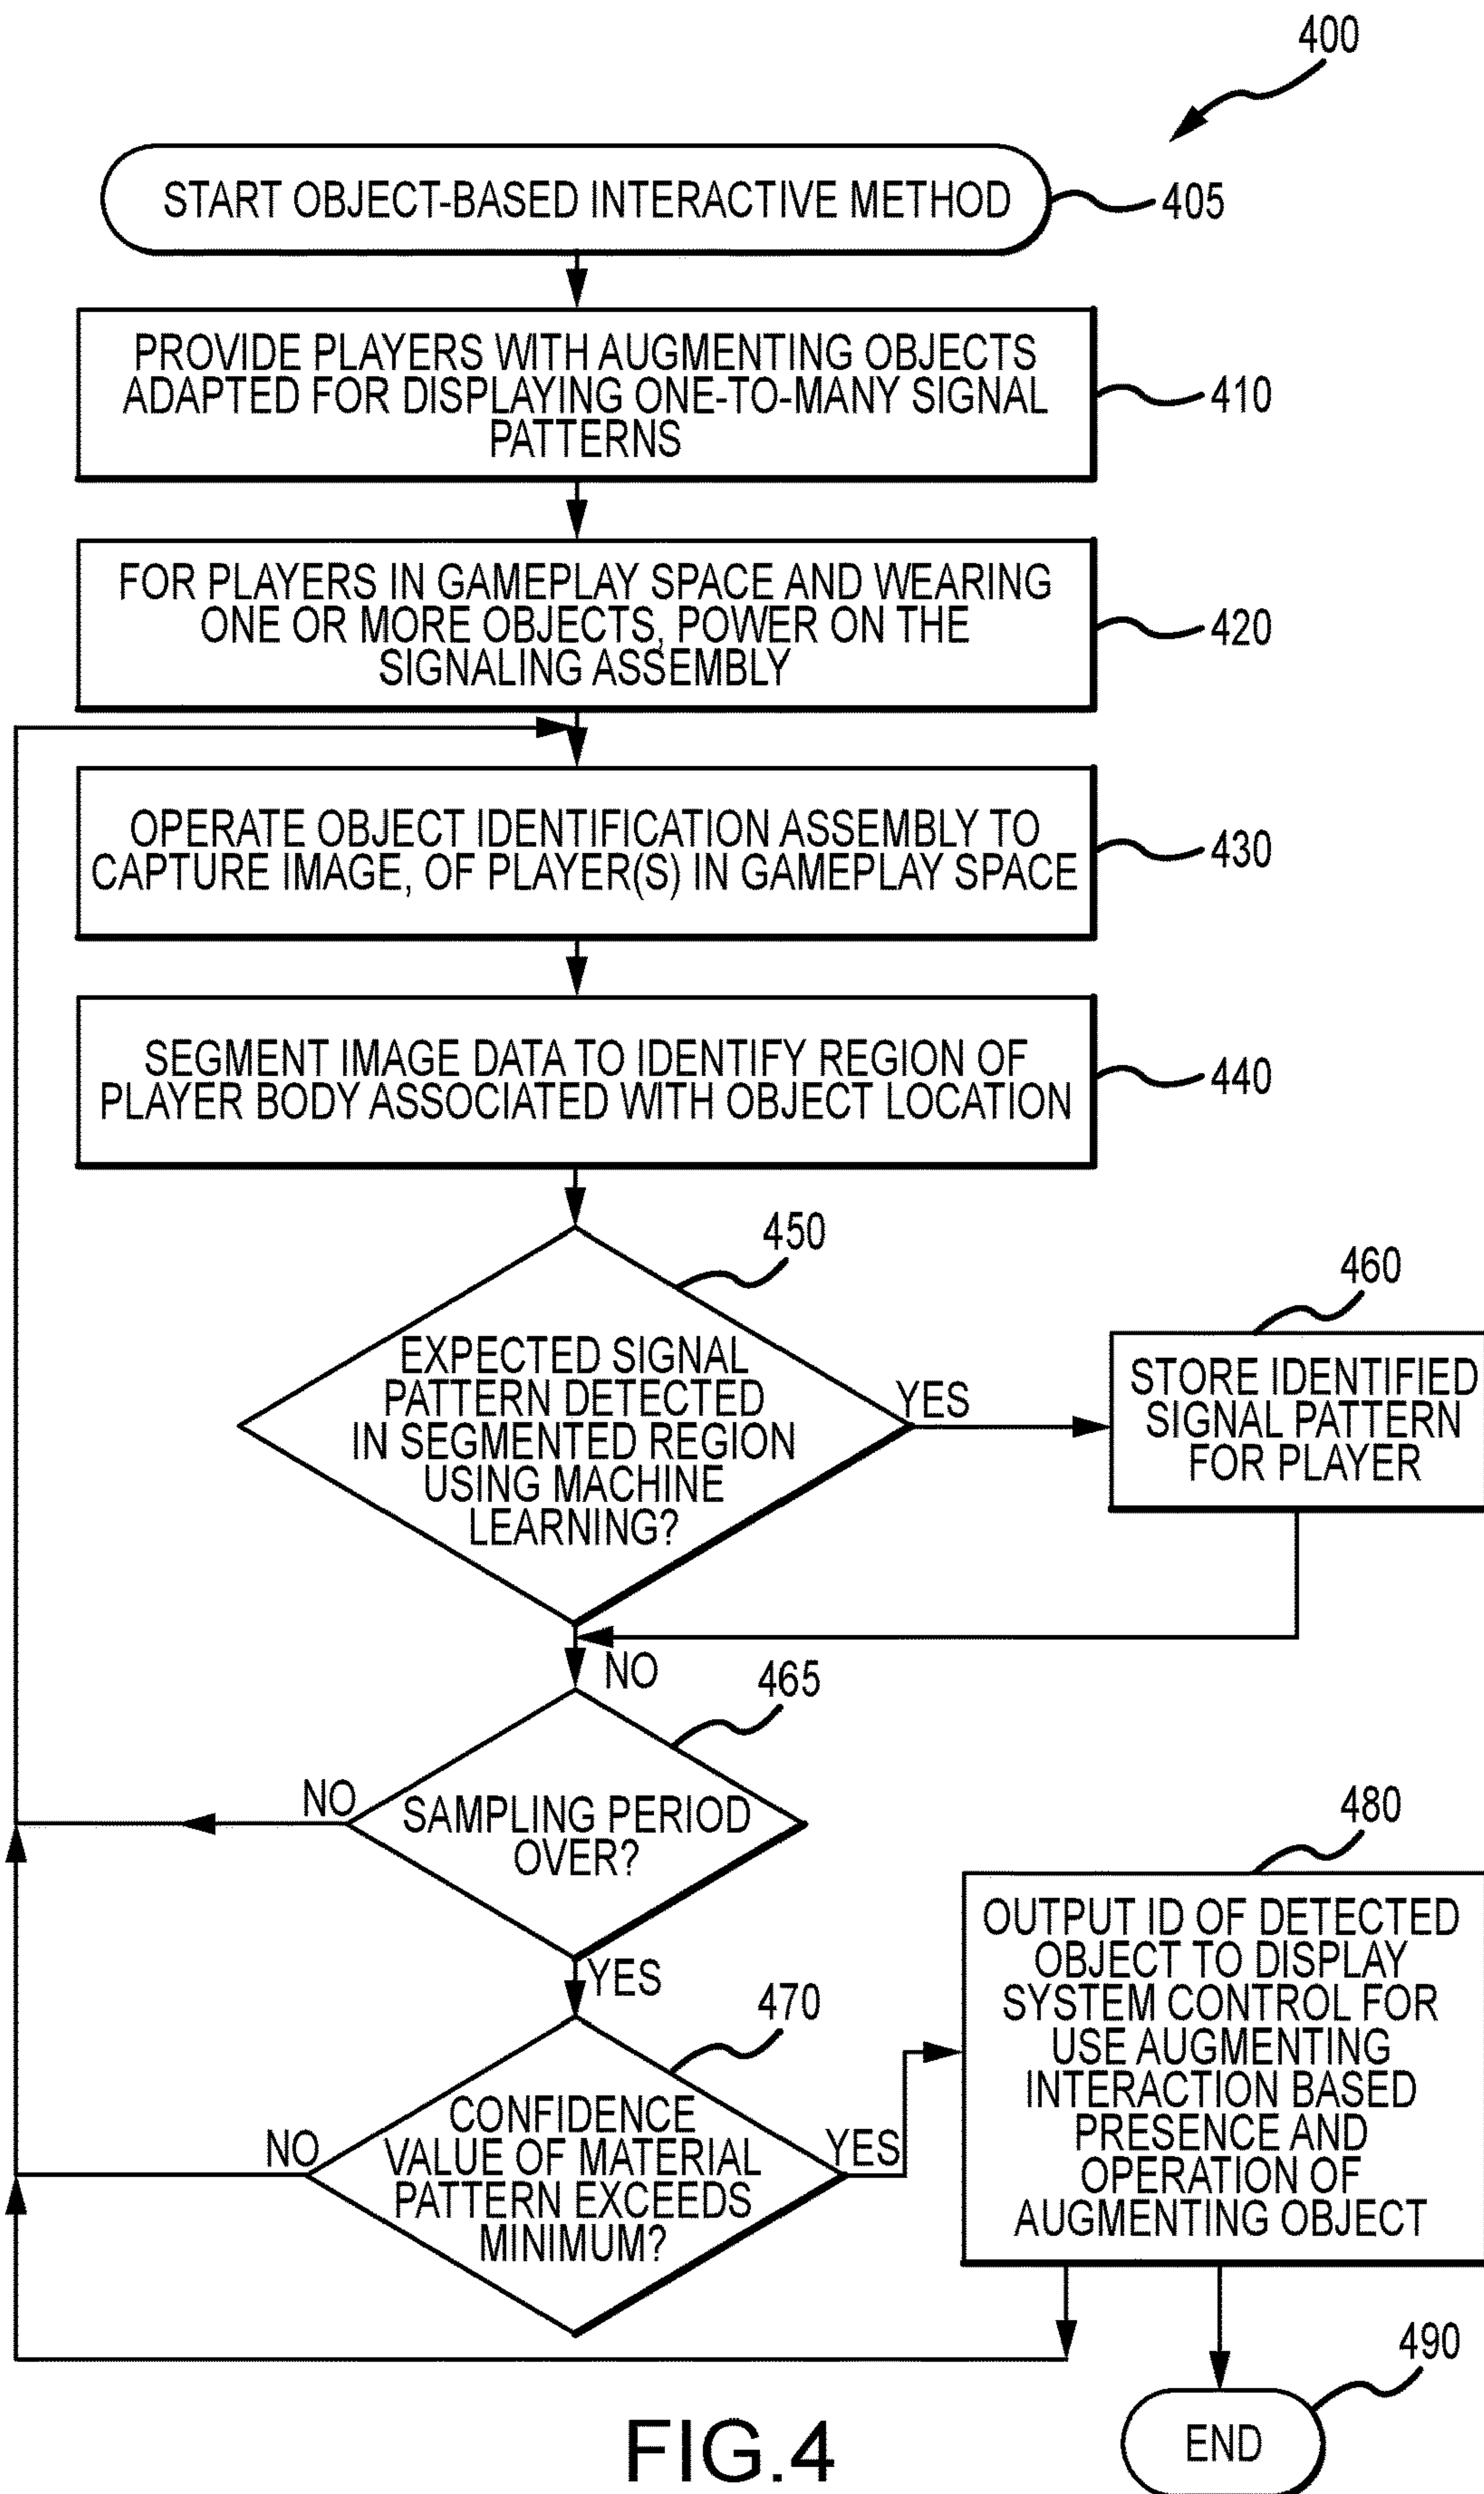 400
START OBJECT-BASED INTERACTIVE METHOD
405
PROVIDE PLAYERS WITH AUGMENTING OBJECTS
ADAPTED FOR DISPLAYING ONE-TO-MANY SIGNAL
PATTERNS
410
FOR PLAYERS IN GAMEPLAY SPACE AND WEARING
ONE OR MORE OBJECTS, POWER ON THE
SIGNALING ASSEMBLY
420
OPERATE OBJECT IDENTIFICATION ASSEMBLY TO
CAPTURE IMAGE, OF PLAYER(S) IN GAMEPLAY SPACE
430
SEGMENT IMAGE DATA TO IDENTIFY REGION OF
PLAYER BODY ASSOCIATED WITH OBJECT LOCATION
440
450
EXPECTED SIGNAL
PATTERN DETECTED
IN SEGMENTED REGION
USING MACHINE
LEARNING?
YES
460
STORE IDENTIFIED
SIGNAL PATTERN
FOR PLAYER
NO
465
SAMPLING PERIOD
OVER?
NO
YES
470
CONFIDENCE
VALUE OF MATERIAL
PATTERN EXCEEDS
MINIMUM?
NO
YES
480
OUTPUT ID OF DETECTED
OBJECT TO DISPLAY
SYSTEM CONTROL FOR
USE AUGMENTING
INTERACTION BASED
PRESENCE AND
OPERATION OF
AUGMENTING OBJECT
490
END
FIG.4